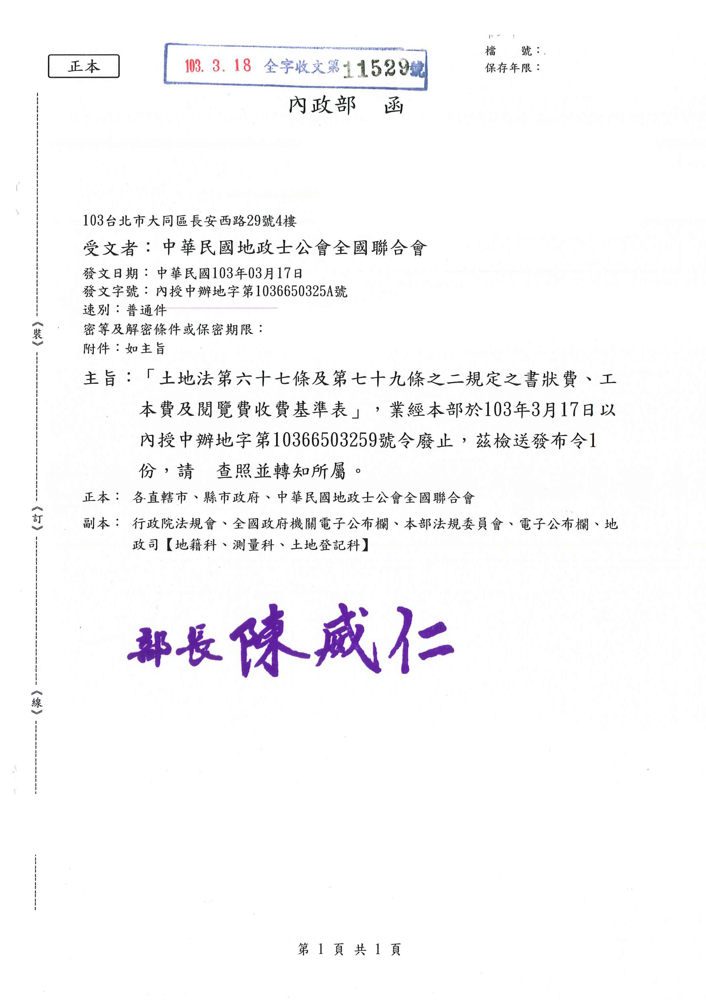 檔　　號：
保存年限：
正本
103. 3. 18 全字收文第11529號
內政部　函
103台北市大同區長安西路29號4樓
受文者：中華民國地政士公會全國聯合會
發文日期：中華民國103年03月17日
發文字號：內授中辦地字第1036650325A號
速別：普通件
密等及解密條件或保密期限：
附件：如主旨
主旨：「土地法第六十七條及第七十九條之二規定之書狀費、工
本費及閱覽費收費基準表」，業經本部於103年3月17日以
內授中辦地字第10366503259號令廢止，茲檢送發布令1
份，請　查照並轉知所屬。
正本：各直轄市、縣市政府、中華民國地政士公會全國聯合會
副本：行政院法規會、全國政府機關電子公布欄、本部法規委員會、電子公布欄、地
政司【地籍科、測量科、土地登記科】
部長陳威仁
《裝》
《訂》
《線》
第 1 頁 共 1 頁